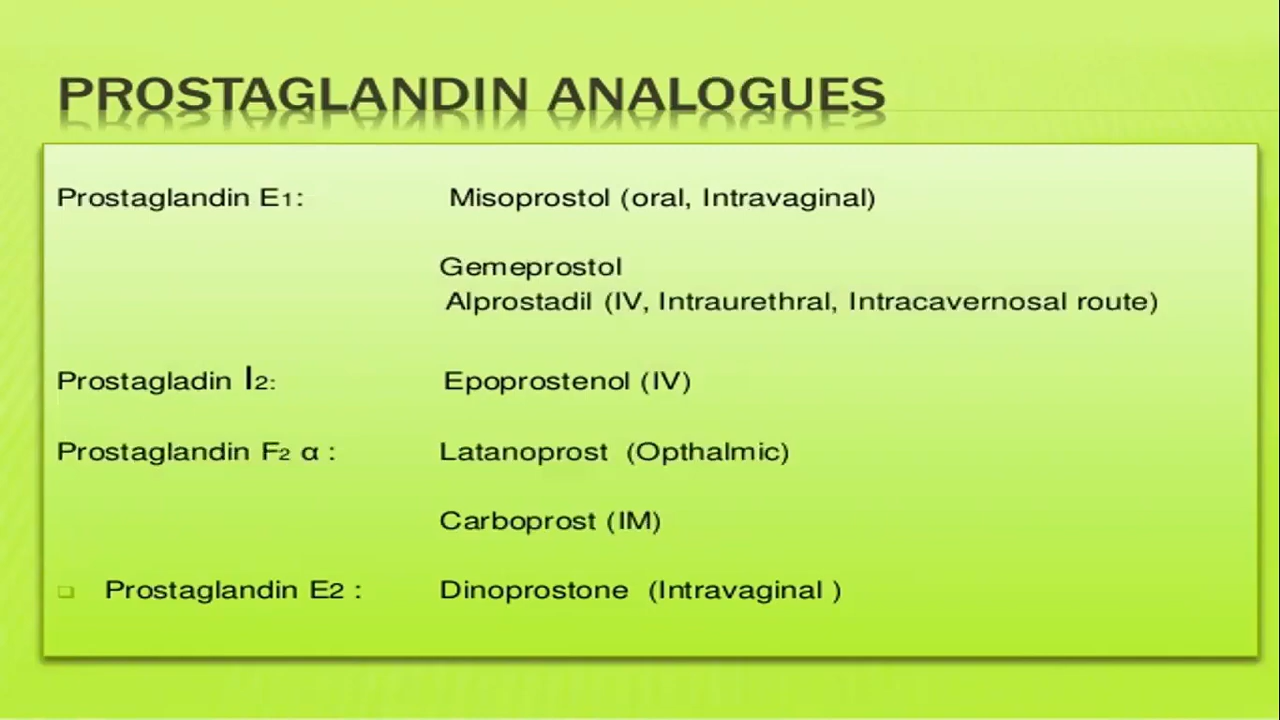 PROSTAGLANDIN ANALOGUES
Prostaglandin E1: Misoprostol (oral, Intravaginal)
Gemeprostol
Alprostadil (IV, Intraurethral, Intracavernosal route)
Prostagladin I2: Epoprostenol (IV)
Prostaglandin F2 α : Latanoprost (Opthalmic)
Carboprost (IM)
Prostaglandin E2 : Dinoprostone (Intravaginal )